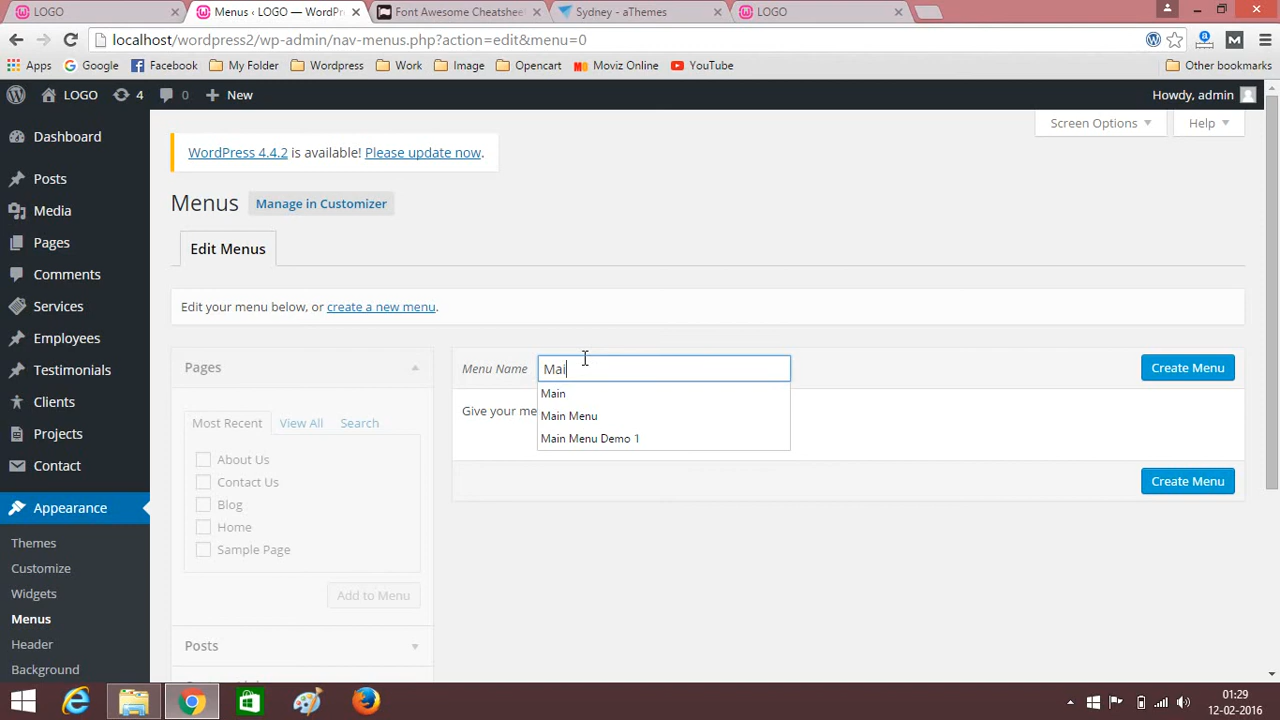 LOGO
Menus ‹ LOGO — WordPr
Font Awesome Cheatshee
Sydney - aThemes
LOGO
localhost/wordpress2/wp-admin/nav-menus.php?action=edit&menu=0
Apps
Google
Facebook
My Folder
Wordpress
Work
Image
Opencart
Moviz Online
YouTube
Other bookmarks
LOGO
4
0
New
Howdy, admin
Screen Options
Help
Dashboard
Posts
Media
Pages
Comments
Services
Employees
Testimonials
Clients
Projects
Contact
Appearance
Themes
Customize
Widgets
Menus
Header
Background
WordPress 4.4.2 is available! Please update now.
Menus
Manage in Customizer
Edit Menus
Edit your menu below, or create a new menu.
Pages
Most Recent
View All
Search
About Us
Contact Us
Blog
Home
Sample Page
Add to Menu
Posts
Menu Name
Mai
Create Menu
Main
Main Menu
Main Menu Demo 1
Give your me
Create Menu
01:29
12-02-2016